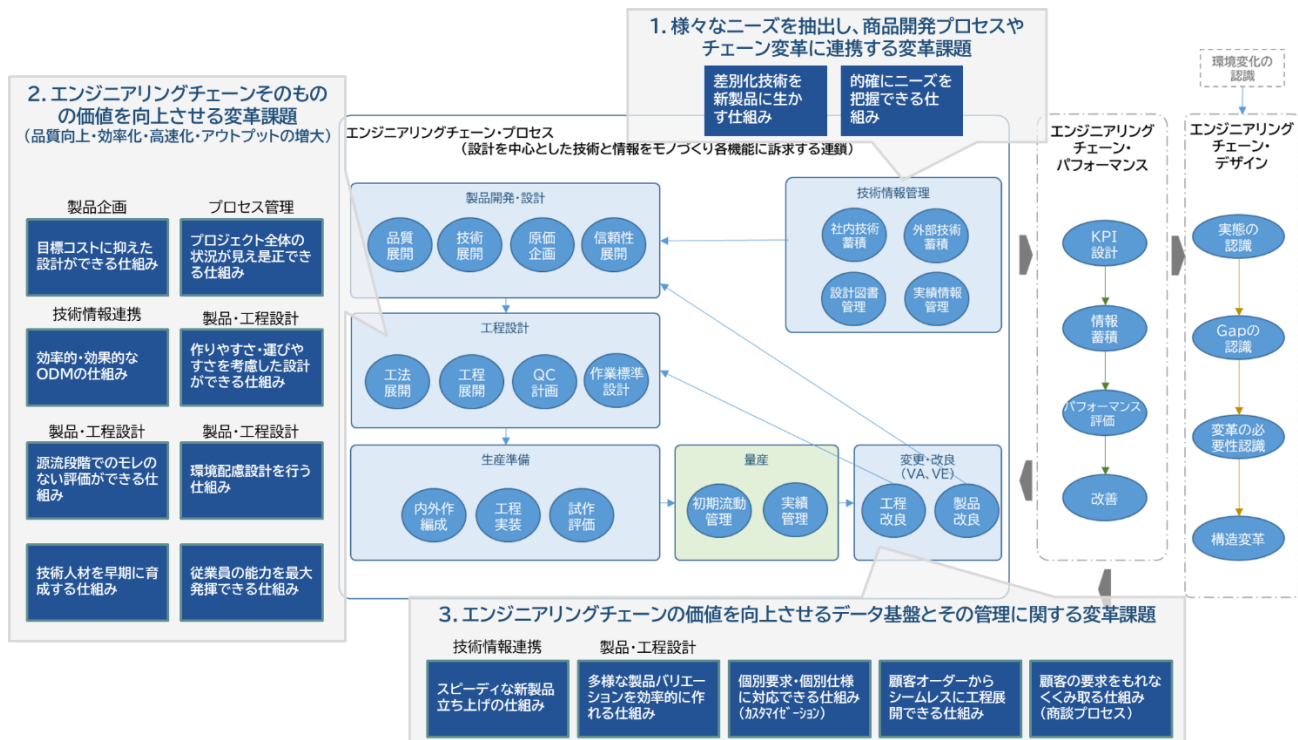 1. 様々なニーズを抽出し、商品開発プロセスや
チェーン変革に連携する変革課題
差別化技術を
新製品に生か
す仕組み
的確にニーズを
把握できる仕
組み
環境変化の
認識
2. エンジニアリングチェーンそのもの
の価値を向上させる変革課題
(品質向上・効率化・高速化・アウトプットの増大)
製品企画
目標コストに抑えた
設計ができる仕組み
プロセス管理
プロジェクト全体の
状況が見え是正でき
る仕組み
技術情報連携
効率的・効果的な
ODMの仕組み
製品・工程設計
作りやすさ・運びや
すさを考慮した設計
ができる仕組み
製品・工程設計
源流段階でのモレの
ない評価ができる仕
組み
製品・工程設計
環境配慮設計を行う
仕組み
技術人材を早期に育
成する仕組み
従業員の能力を最大
発揮できる仕組み
エンジニアリングチェーン・プロセス
(設計を中心とした技術と情報をモノづくり各機能に訴求する連鎖)
製品開発・設計
品質
展開
技術
展開
原価
企画
信頼性
展開
技術情報管理
社内技術
蓄積
外部技術
蓄積
設計図書
管理
実績情報
管理
工程設計
工法
展開
工程
展開
QC
計画
作業標準
設計
生産準備
内外作
編成
工程
実装
試作
評価
量産
初期流動
管理
実績
管理
変更・改良
(VA、VE)
工程
改良
製品
改良
エンジニアリング
チェーン・
パフォーマンス
KPI
設計
情報
蓄積
パフォーマンス
評価
改善
エンジニアリング
チェーン・
デザイン
実態の
認識
Gapの
認識
変革の必
要性認識
構造変革
3. エンジニアリングチェーンの価値を向上させるデータ基盤とその管理に関する変革課題
技術情報連携
スピーディな新製品
立ち上げの仕組み
製品・工程設計
多様な製品バリエー
ションを効率的に作
れる仕組み
個別要求・個別仕様
に対応できる仕組み
(ｶｽﾀﾏｲｾﾞｰｼｮﾝ)
顧客オーダーから
シームレスに工程展
開できる仕組み
顧客の要求をもれな
くくみ取る仕組み
(商談プロセス)